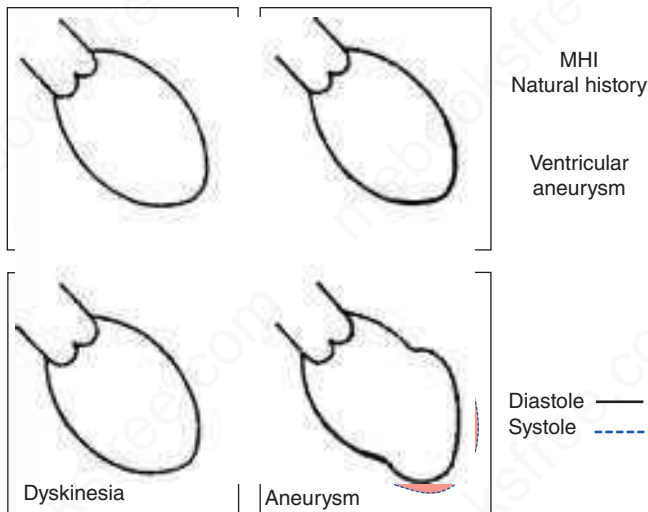 MHI
Natural history
Ventricular
aneurysm
Diastole
Systole
Dyskinesia
Aneurysm